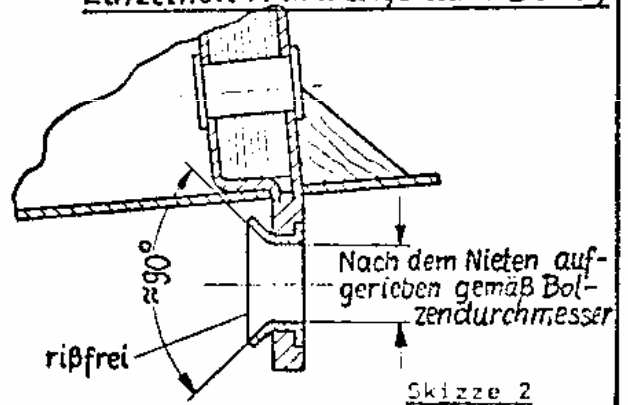 ≈90°
Nach dem Nieten auf-
gerieben gemäß Bol-
zendurchmesser
rißfrei
Skizze 2